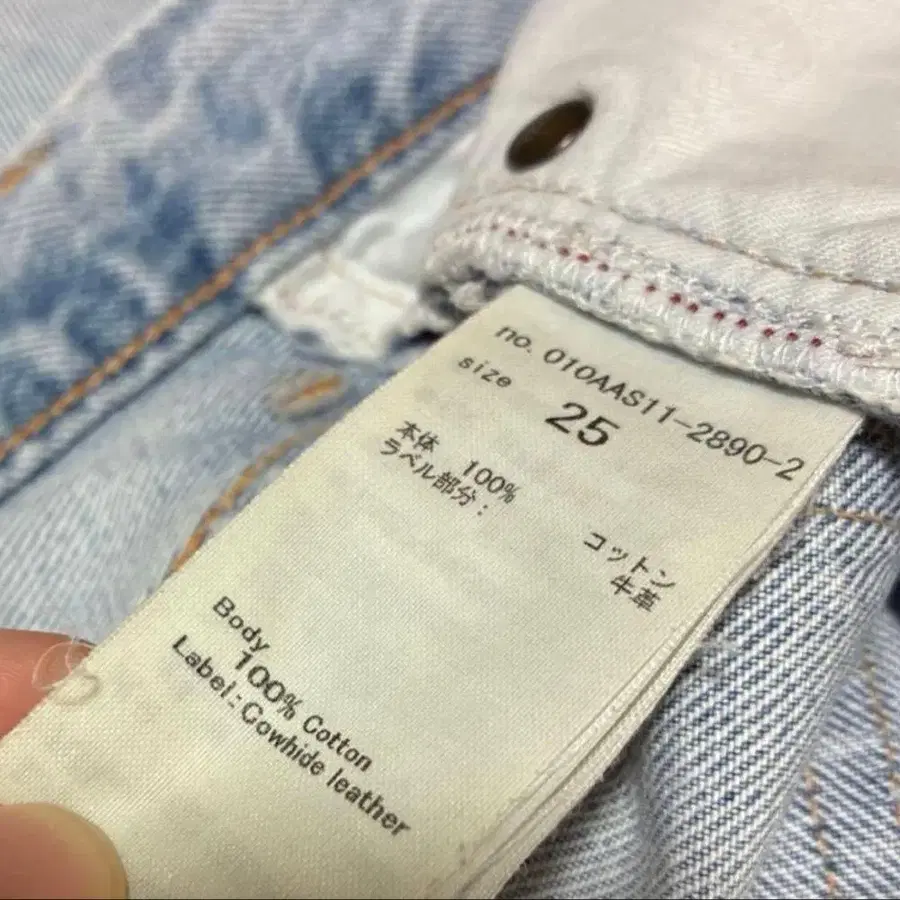 no. 010AAS11-2890-2
size 25
本体 100% コットン
ラベル部分: 牛革
Body
100% Cotton
Label:Cowhide leather